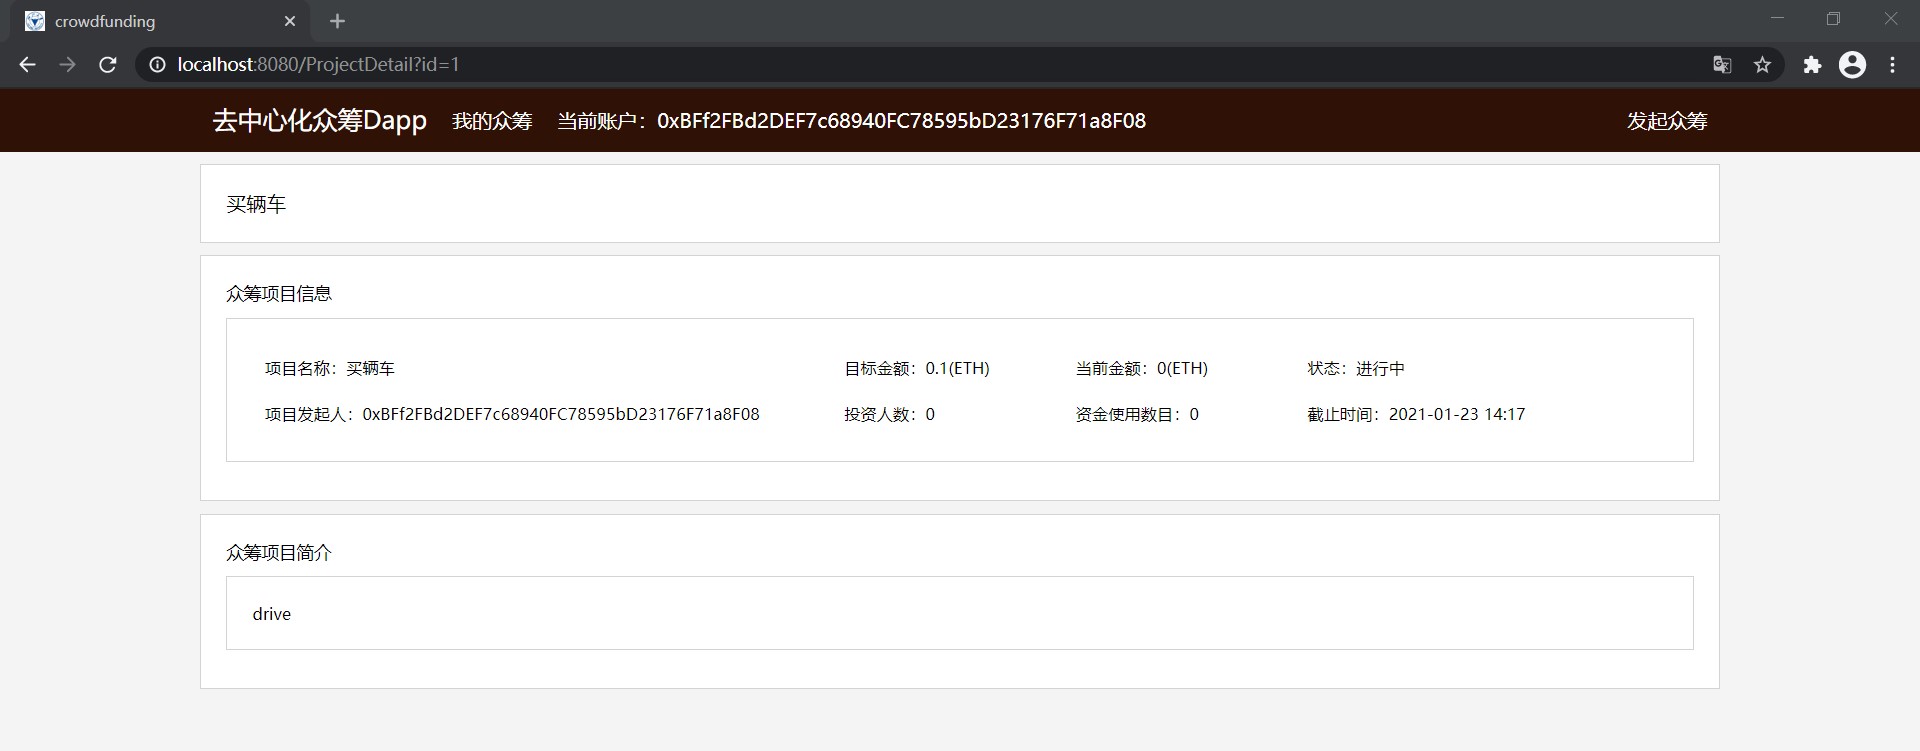 crowdfunding
localhost:8080/ProjectDetail?id=1
去中心化众筹Dapp 我的众筹 当前账户：0xBFf2FBd2DEF7c68940FC78595bD23176F71a8F08 发起众筹
买辆车
众筹项目信息
项目名称：买辆车 目标金额：0.1(ETH) 当前金额：0(ETH) 状态：进行中
项目发起人：0xBFf2FBd2DEF7c68940FC78595bD23176F71a8F08 投资人数：0 资金使用数目：0 截止时间：2021-01-23 14:17
众筹项目简介
drive